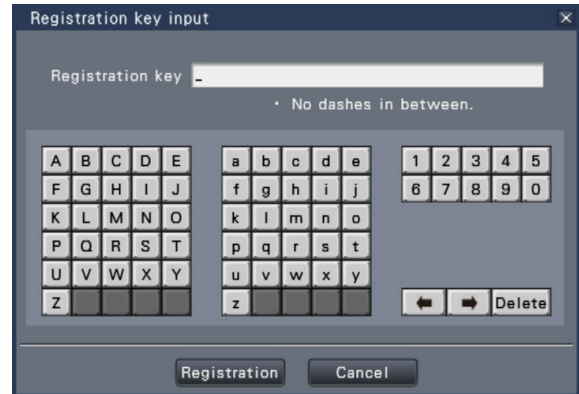 Registration key input ×
Registration key _
・ No dashes in between.
A B C D E a b c d e 1 2 3 4 5
F G H I J f g h i j 6 7 8 9 0
K L M N O k l m n o
P Q R S T p q r s t
U V W X Y u v w x y
Z z ← → Delete
Registration Cancel